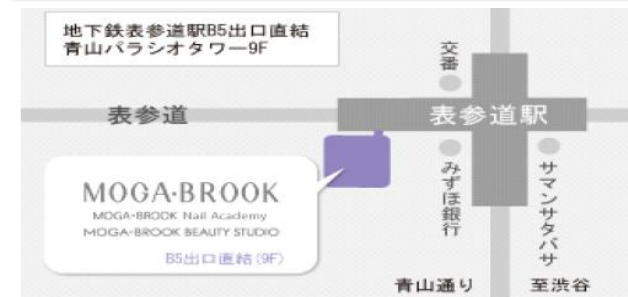 地下鉄表参道駅B5出口直結
青山パラシオタワー9F
交番
表参道
表参道駅
MOGA·BROOK
MOGA·BROOK Nail Academy
MOGA·BROOK BEAUTY STUDIO
B5出口直結(9F)
みずほ銀行
サマンサタバサ
青山通り
至渋谷